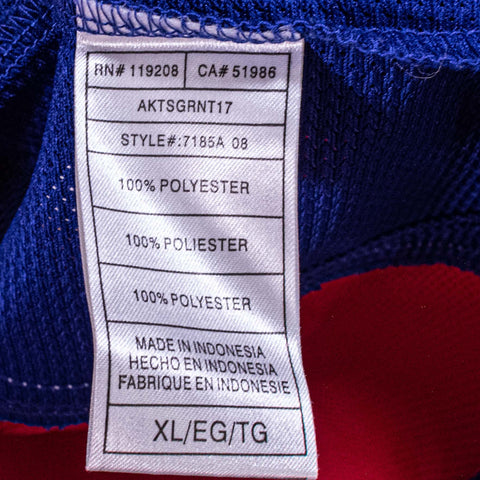 RN# 119208 CA# 51986
AKTSGRNT17
STYLE#:7185A 08
100% POLYESTER
100% POLIESTER
100% POLYESTER
MADE IN INDONESIA
HECHO EN INDONESIA
FABRIQUE EN INDONESIE
XL/EG/TG